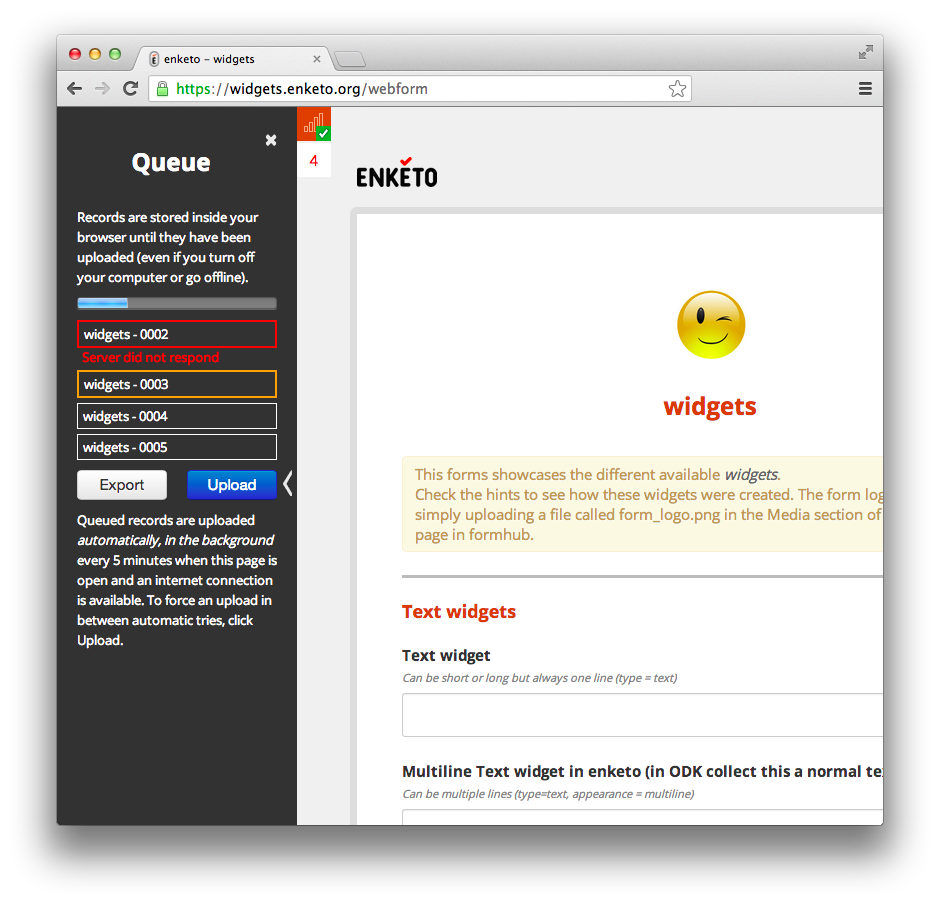 enketo – widgets
https://widgets.enketo.org/webform
Queue
Records are stored inside your
browser until they have been
uploaded (even if you turn off
your computer or go offline).
widgets - 0002
Server did not respond
widgets - 0003
widgets - 0004
widgets - 0005
Export
Upload
Queued records are uploaded
automatically, in the background
every 5 minutes when this page is
open and an internet connection
is available. To force an upload in
between automatic tries, click
Upload.
4
ENKETO
widgets
This forms showcases the different available widgets.
Check the hints to see how these widgets were created. The form log
simply uploading a file called form_logo.png in the Media section of
page in formhub.
Text widgets
Text widget
Can be short or long but always one line (type = text)
Multiline Text widget in enketo (in ODK collect this a normal te
Can be multiple lines (type=text, appearance = multiline)